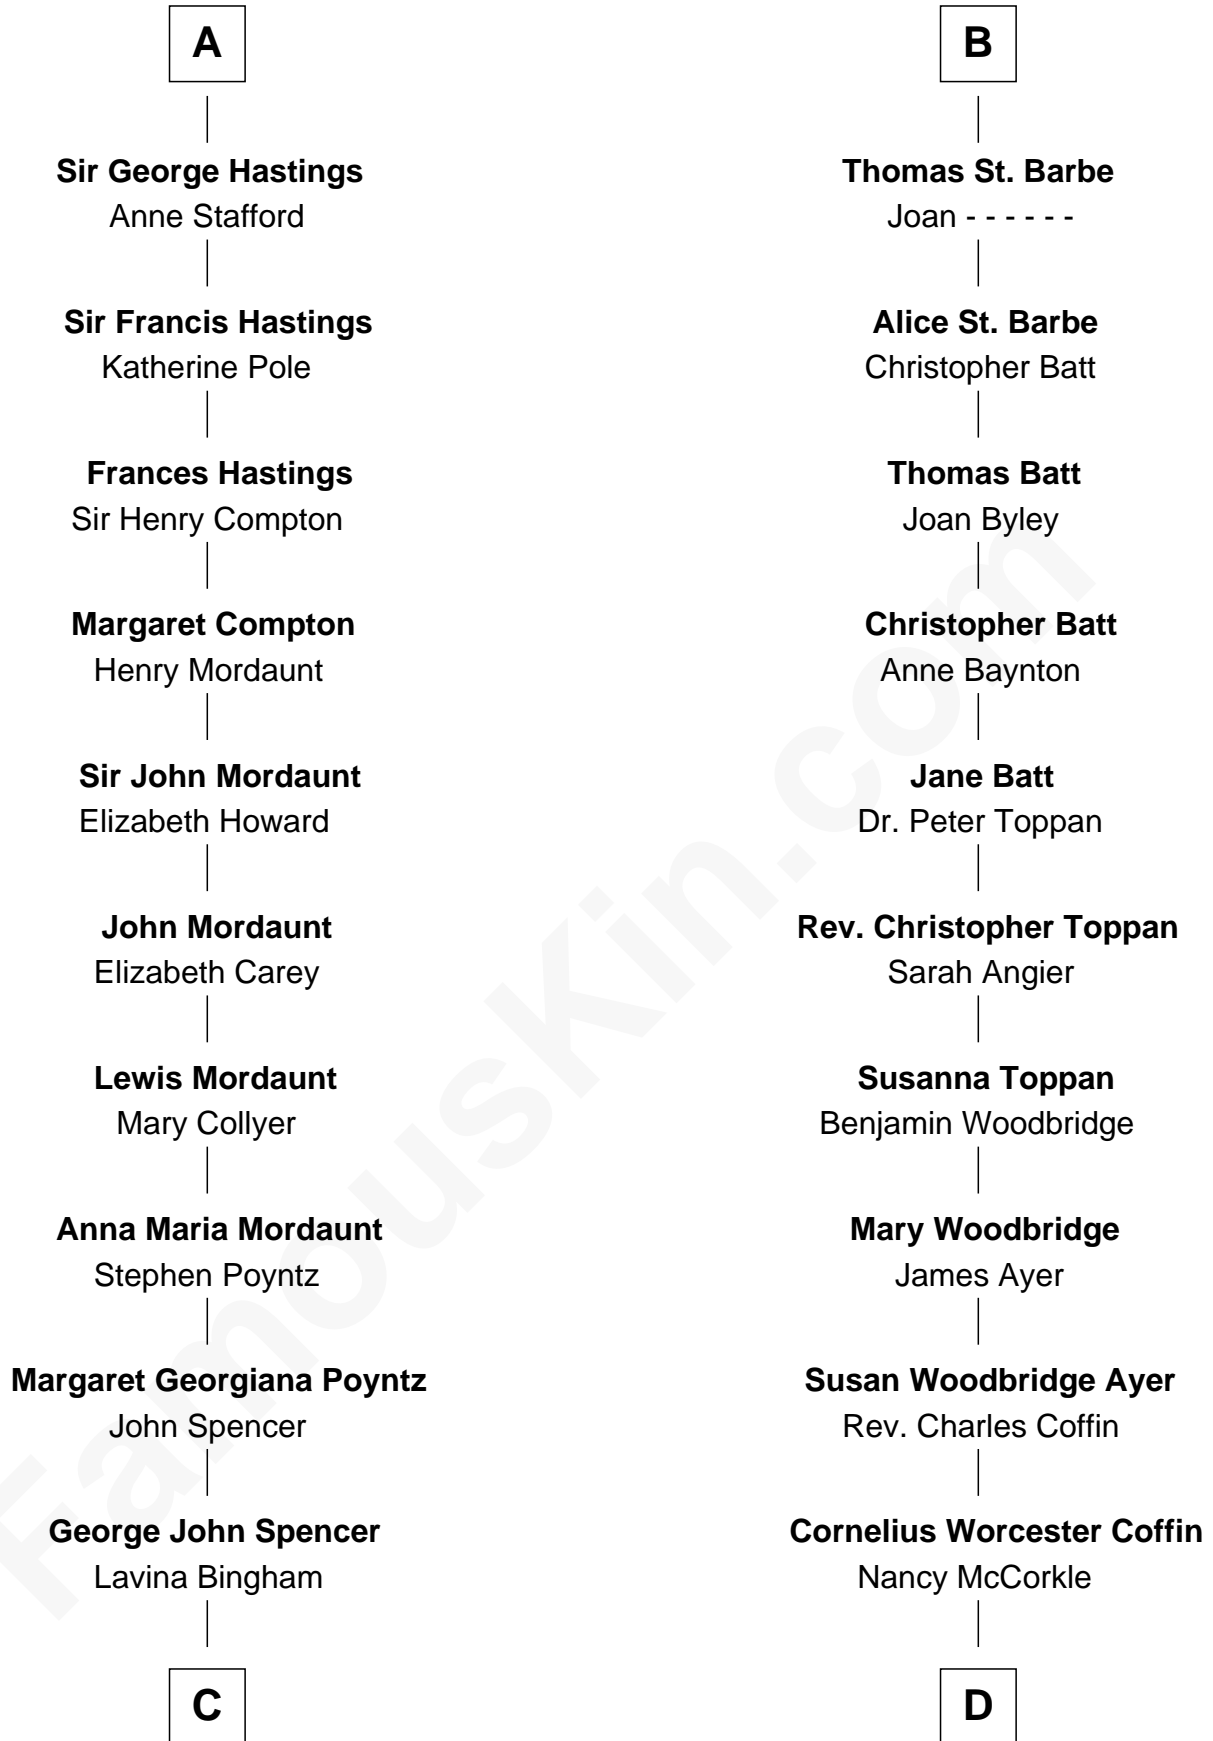 A
Sir George Hastings
Anne Stafford
Sir Francis Hastings
Katherine Pole
Frances Hastings
Sir Henry Compton
Margaret Compton
Henry Mordaunt
Sir John Mordaunt
Elizabeth Howard
John Mordaunt
Elizabeth Carey
Lewis Mordaunt
Mary Collyer
Anna Maria Mordaunt
Stephen Poyntz
Margaret Georgiana Poyntz
John Spencer
George John Spencer
Lavina Bingham
C
B
Thomas St. Barbe
Joan - - - - - -
Alice St. Barbe
Christopher Batt
Thomas Batt
Joan Byley
Christopher Batt
Anne Baynton
Jane Batt
Dr. Peter Toppan
Rev. Christopher Toppan
Sarah Angier
Susanna Toppan
Benjamin Woodbridge
Mary Woodbridge
James Ayer
Susan Woodbridge Ayer
Rev. Charles Coffin
Cornelius Worcester Coffin
Nancy McCorkle
D
FamousKin.com